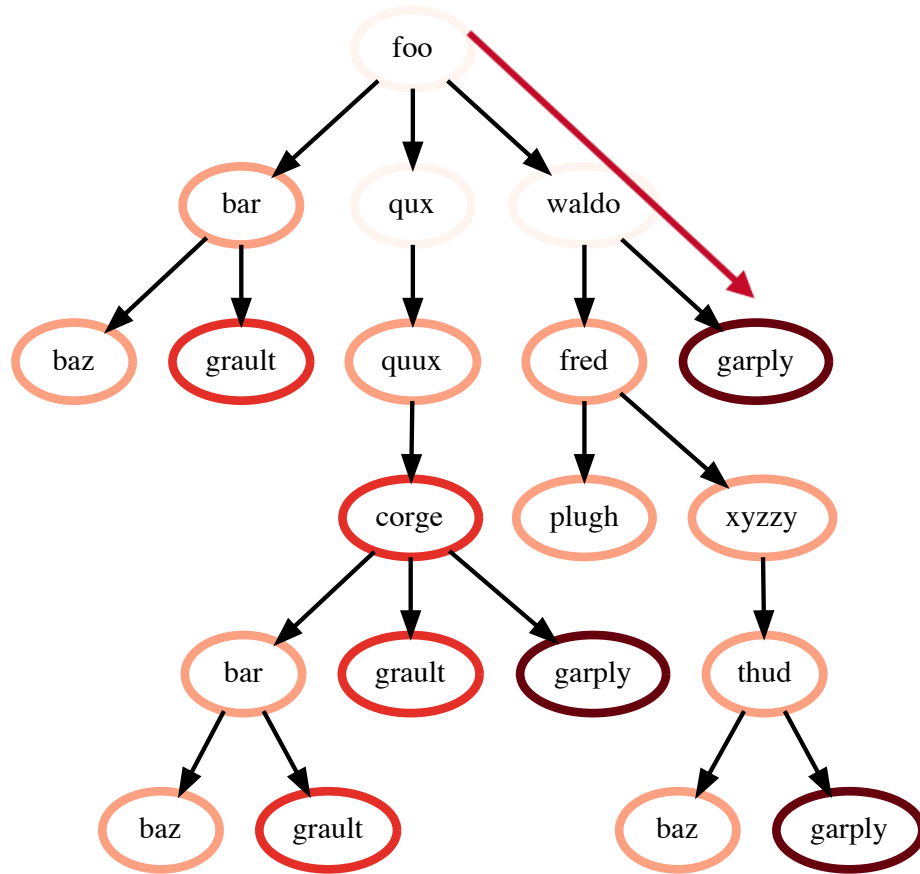 foo
bar
qux
waldo
baz
grault
quux
fred
garply
corge
plugh
xyzzy
bar
grault
garply
thud
baz
grault
baz
garply